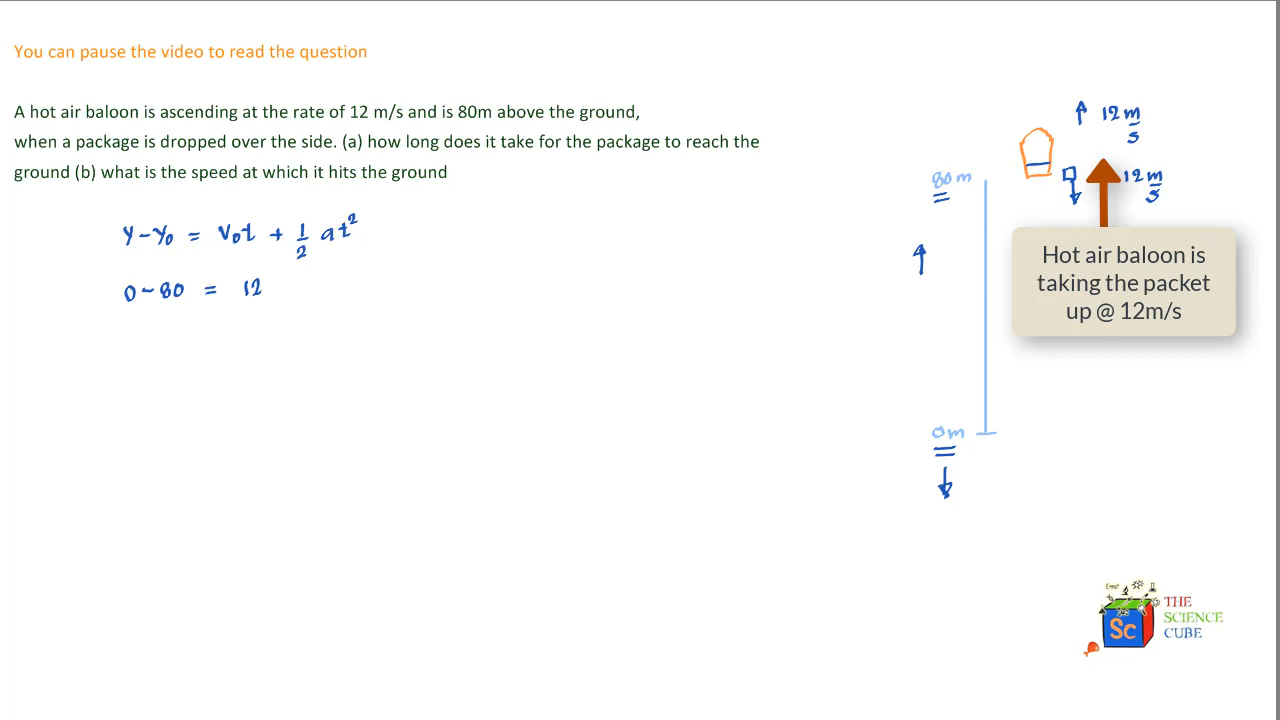 You can pause the video to read the question
A hot air baloon is ascending at the rate of 12 m/s and is 80m above the ground,
when a package is dropped over the side. (a) how long does it take for the package to reach the
ground (b) what is the speed at which it hits the ground
Y-Y₀ = V₀t + 1/2 at²
0-80 = 12
12 m/s
80m
12 m/s
Hot air baloon is
taking the packet
up @ 12m/s
0m
Sc
THE
SCIENCE
CUBE